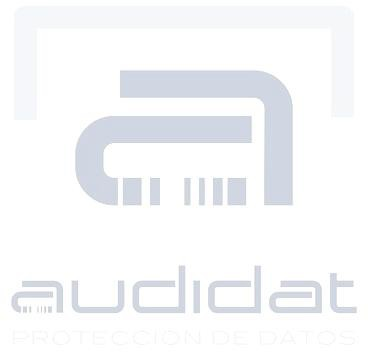 audidat
PROTECCIÓN DE DATOS